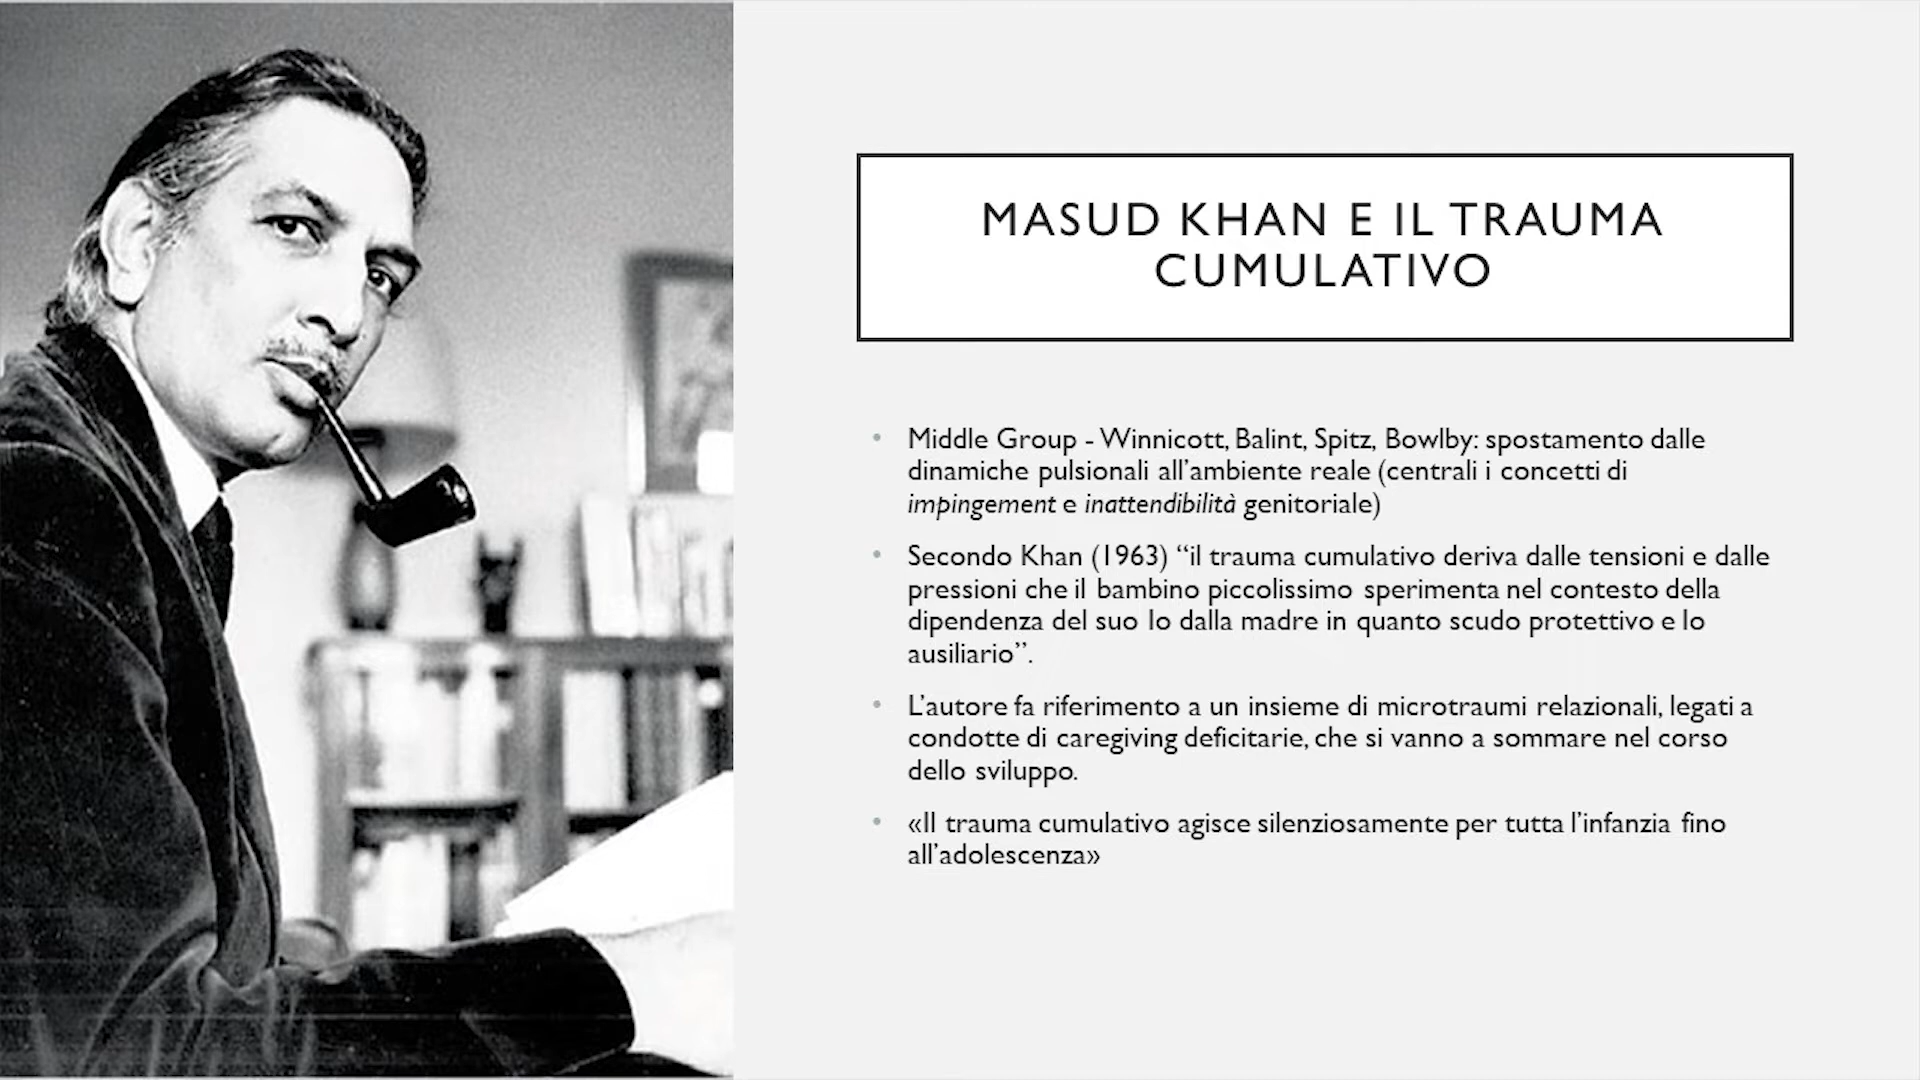 MASUD KHAN E IL TRAUMA
CUMULATIVO
• Middle Group - Winnicott, Balint, Spitz, Bowlby: spostamento dalle
dinamiche pulsionali all’ambiente reale (centrali i concetti di
impingement e inattendibilità genitoriale)
• Secondo Khan (1963) “il trauma cumulativo deriva dalle tensioni e dalle
pressioni che il bambino piccolissimo sperimenta nel contesto della
dipendenza del suo Io dalla madre in quanto scudo protettivo e Io
ausiliario”.
• L’autore fa riferimento a un insieme di microtraumi relazionali, legati a
condotte di caregiving deficitarie, che si vanno a sommare nel corso
dello sviluppo.
• «Il trauma cumulativo agisce silenziosamente per tutta l’infanzia fino
all’adolescenza»